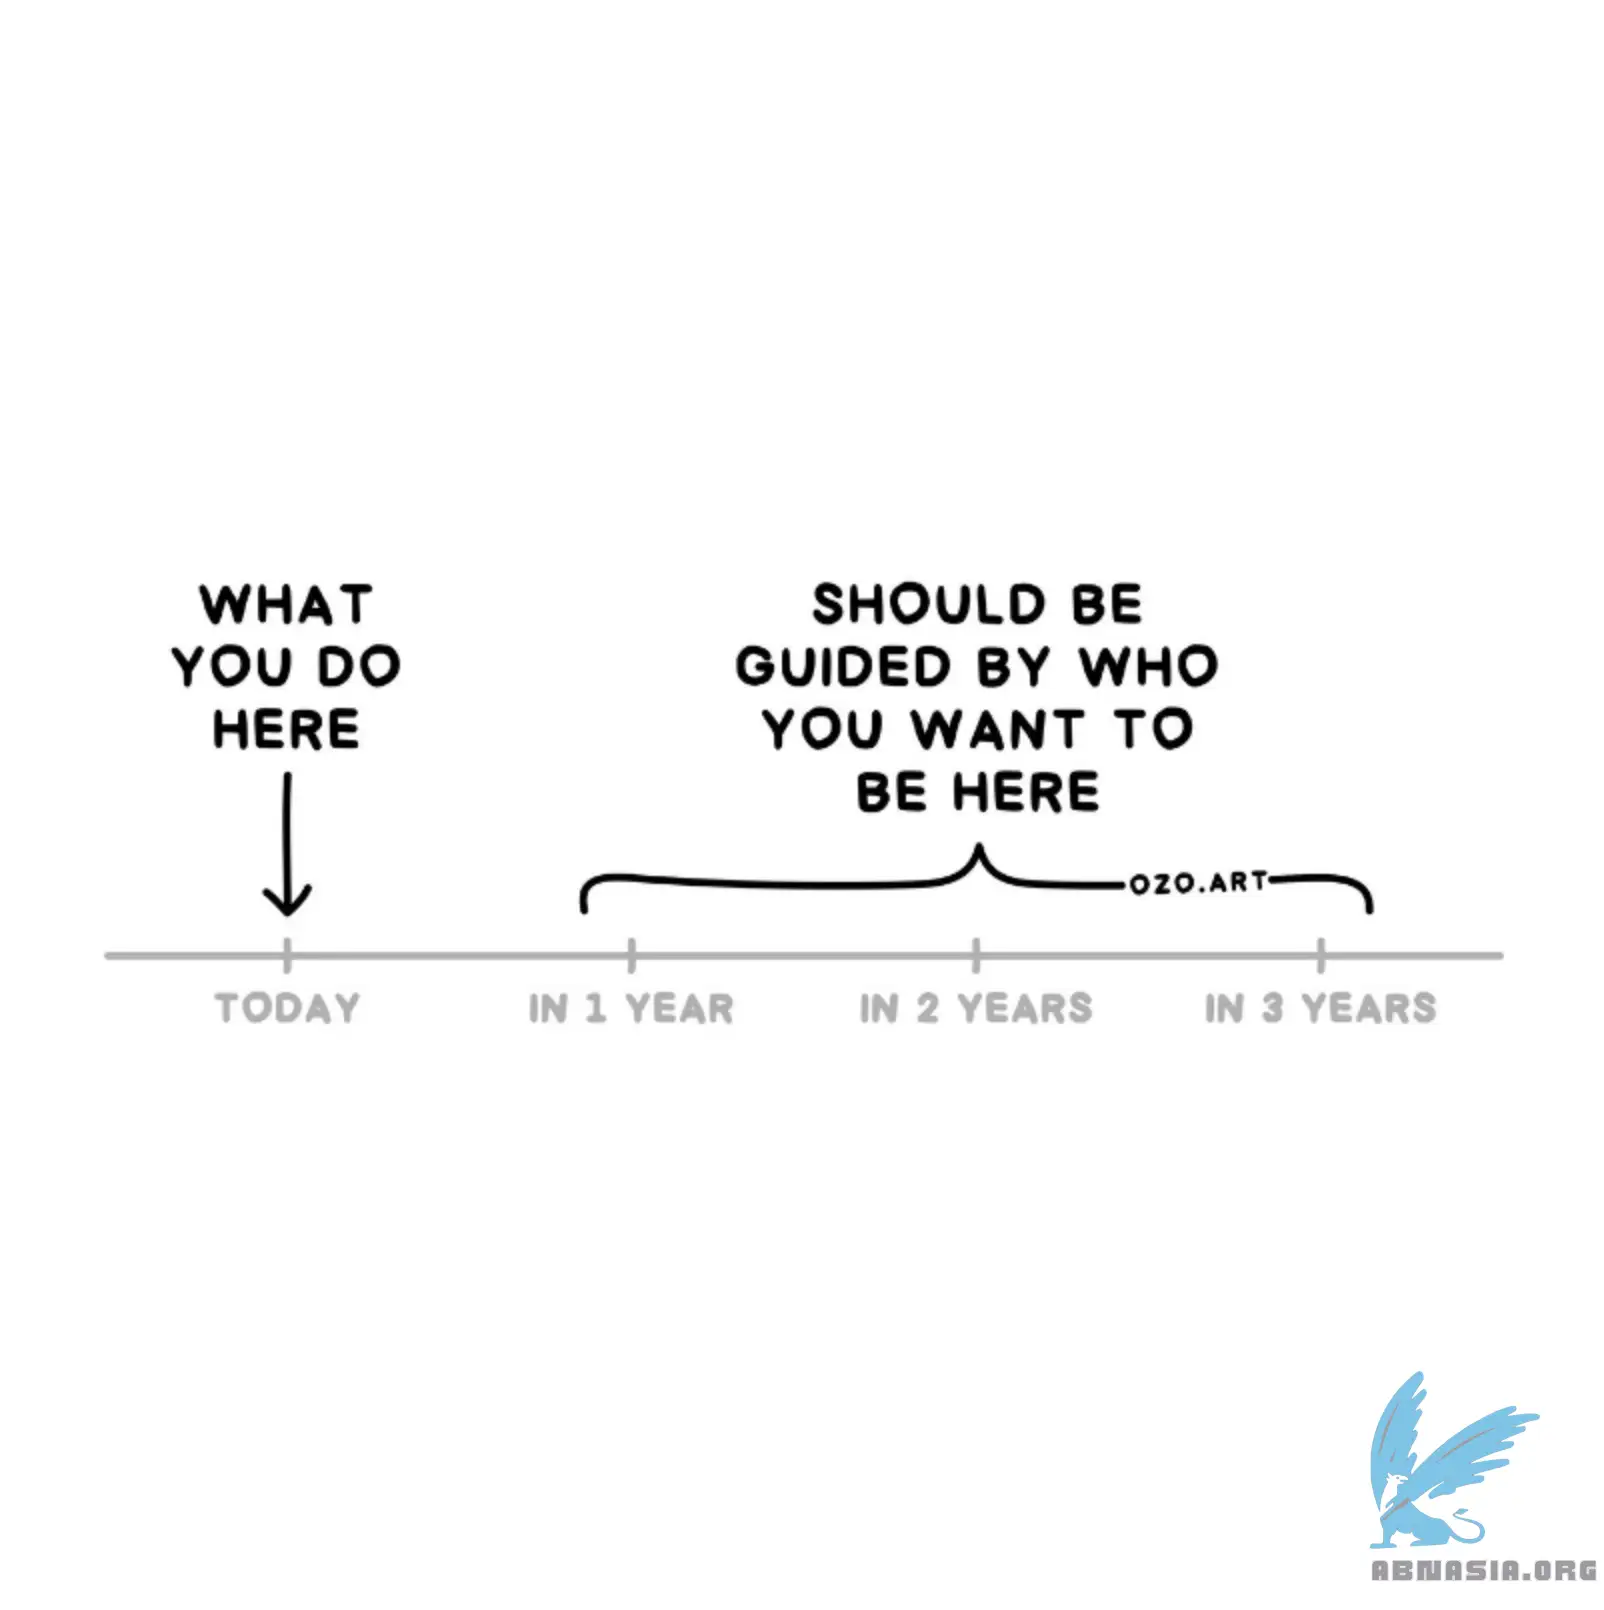 WHAT
YOU DO
HERE
SHOULD BE
GUIDED BY WHO
YOU WANT TO
BE HERE
OZO.ART
TODAY
IN 1 YEAR
IN 2 YEARS
IN 3 YEARS
ABNASIA.ORG